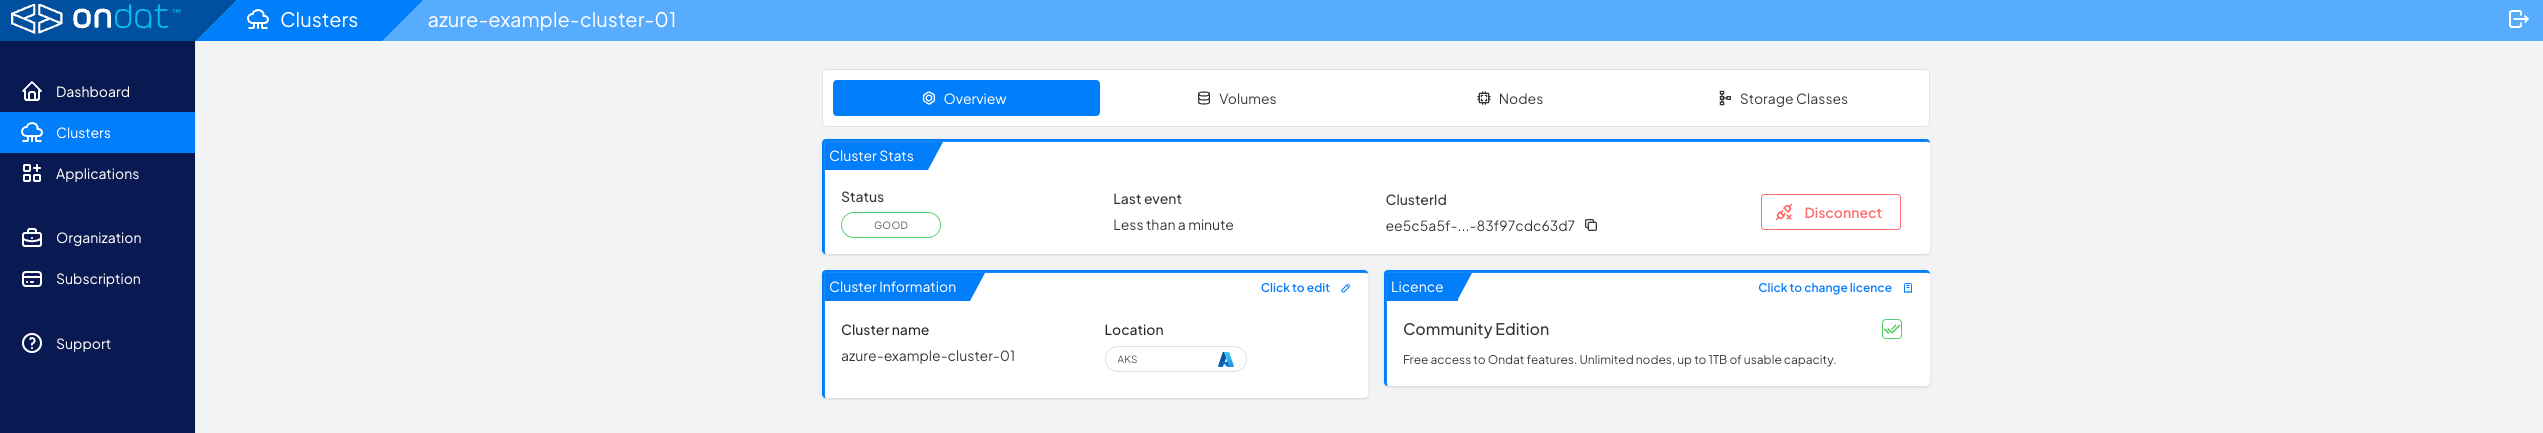 ondat™
Clusters
azure-example-cluster-01
Dashboard
Clusters
Applications
Organization
Subscription
Support
Overview
Volumes
Nodes
Storage Classes
Cluster Stats
Status
GOOD
Last event
Less than a minute
ClusterId
ee5c5a5f-...-83f97cdc63d7
Disconnect
Cluster Information
Click to edit
Cluster name
azure-example-cluster-01
Location
AKS
Licence
Click to change licence
Community Edition
Free access to Ondat features. Unlimited nodes, up to 1TB of usable capacity.